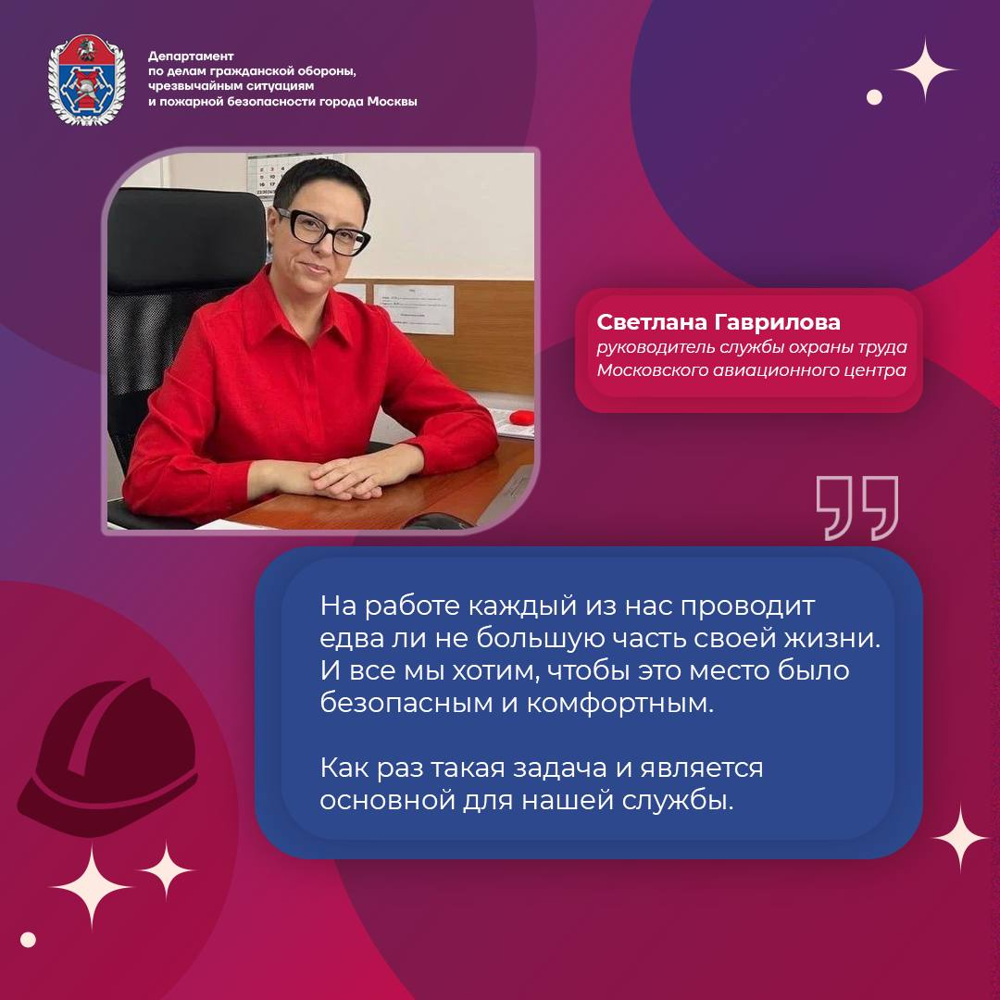 Департамент
по делам гражданской обороны,
чрезвычайным ситуациям
и пожарной безопасности города Москвы
Светлана Гаврилова
руководитель службы охраны труда
Московского авиационного центра
На работе каждый из нас проводит
едва ли не большую часть своей жизни.
И все мы хотим, чтобы это место было
безопасным и комфортным.
Как раз такая задача и является
основной для нашей службы.